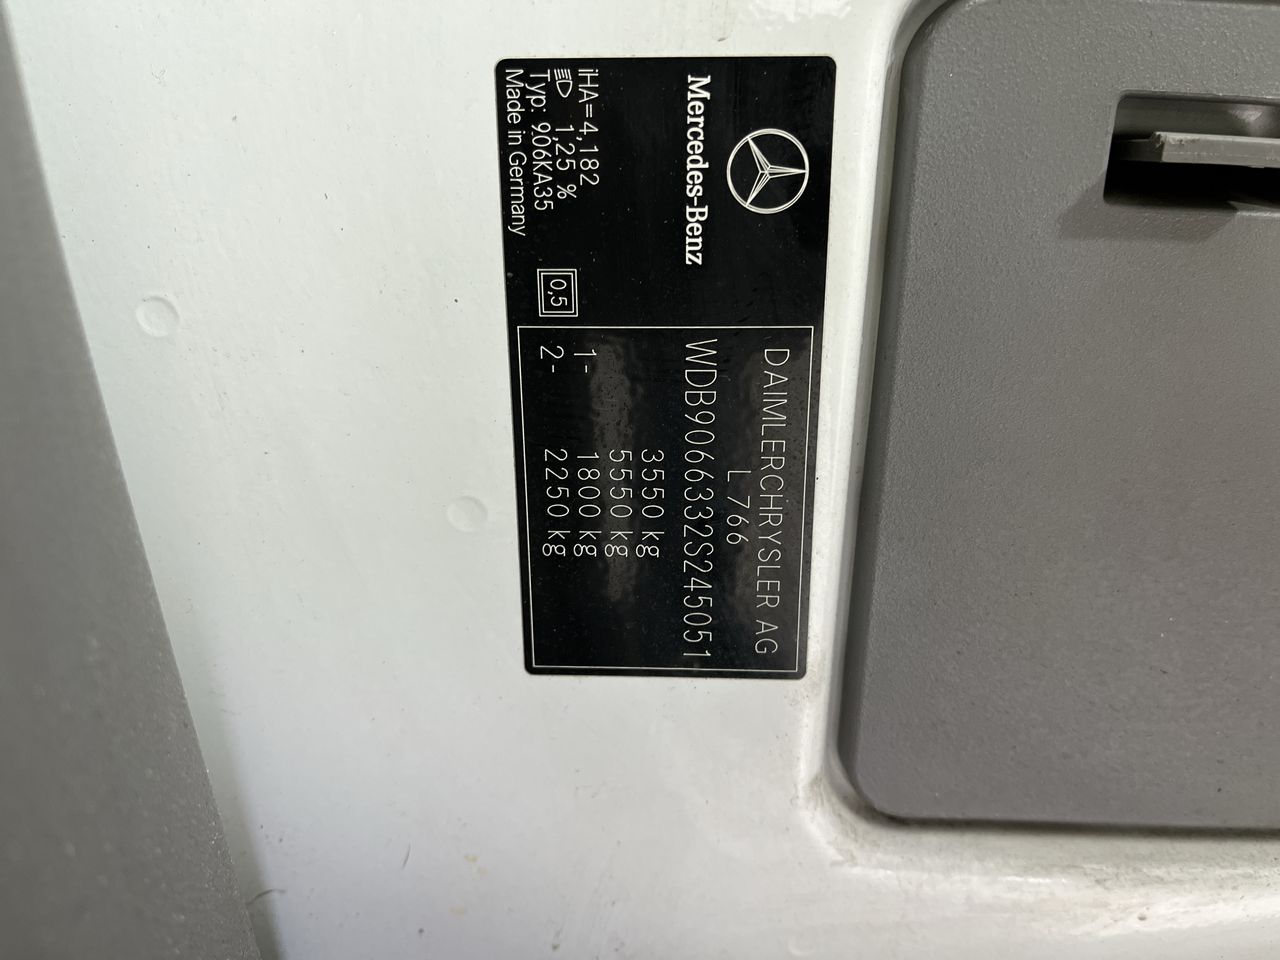 Mercedes-Benz
iHA=4,182
1,25 %
Typ: 906KA35
Made in Germany
0,5
DAIMLERCHRYSLER AG
L 766
WDB9066332S245051
3550 kg
5550 kg
1- 1800 kg
2- 2250 kg